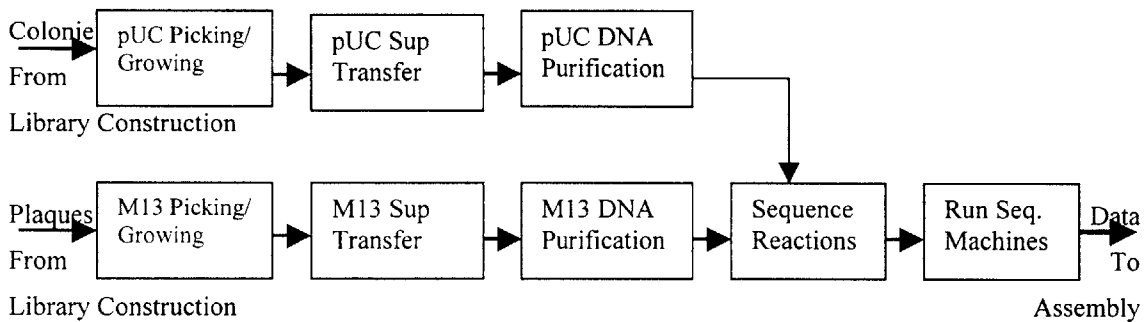 Colonie
From
Library Construction
pUC Picking/
Growing
pUC Sup
Transfer
pUC DNA
Purification
Plaques
From
Library Construction
M13 Picking/
Growing
M13 Sup
Transfer
M13 DNA
Purification
Sequence
Reactions
Run Seq.
Machines
Data
To
Assembly